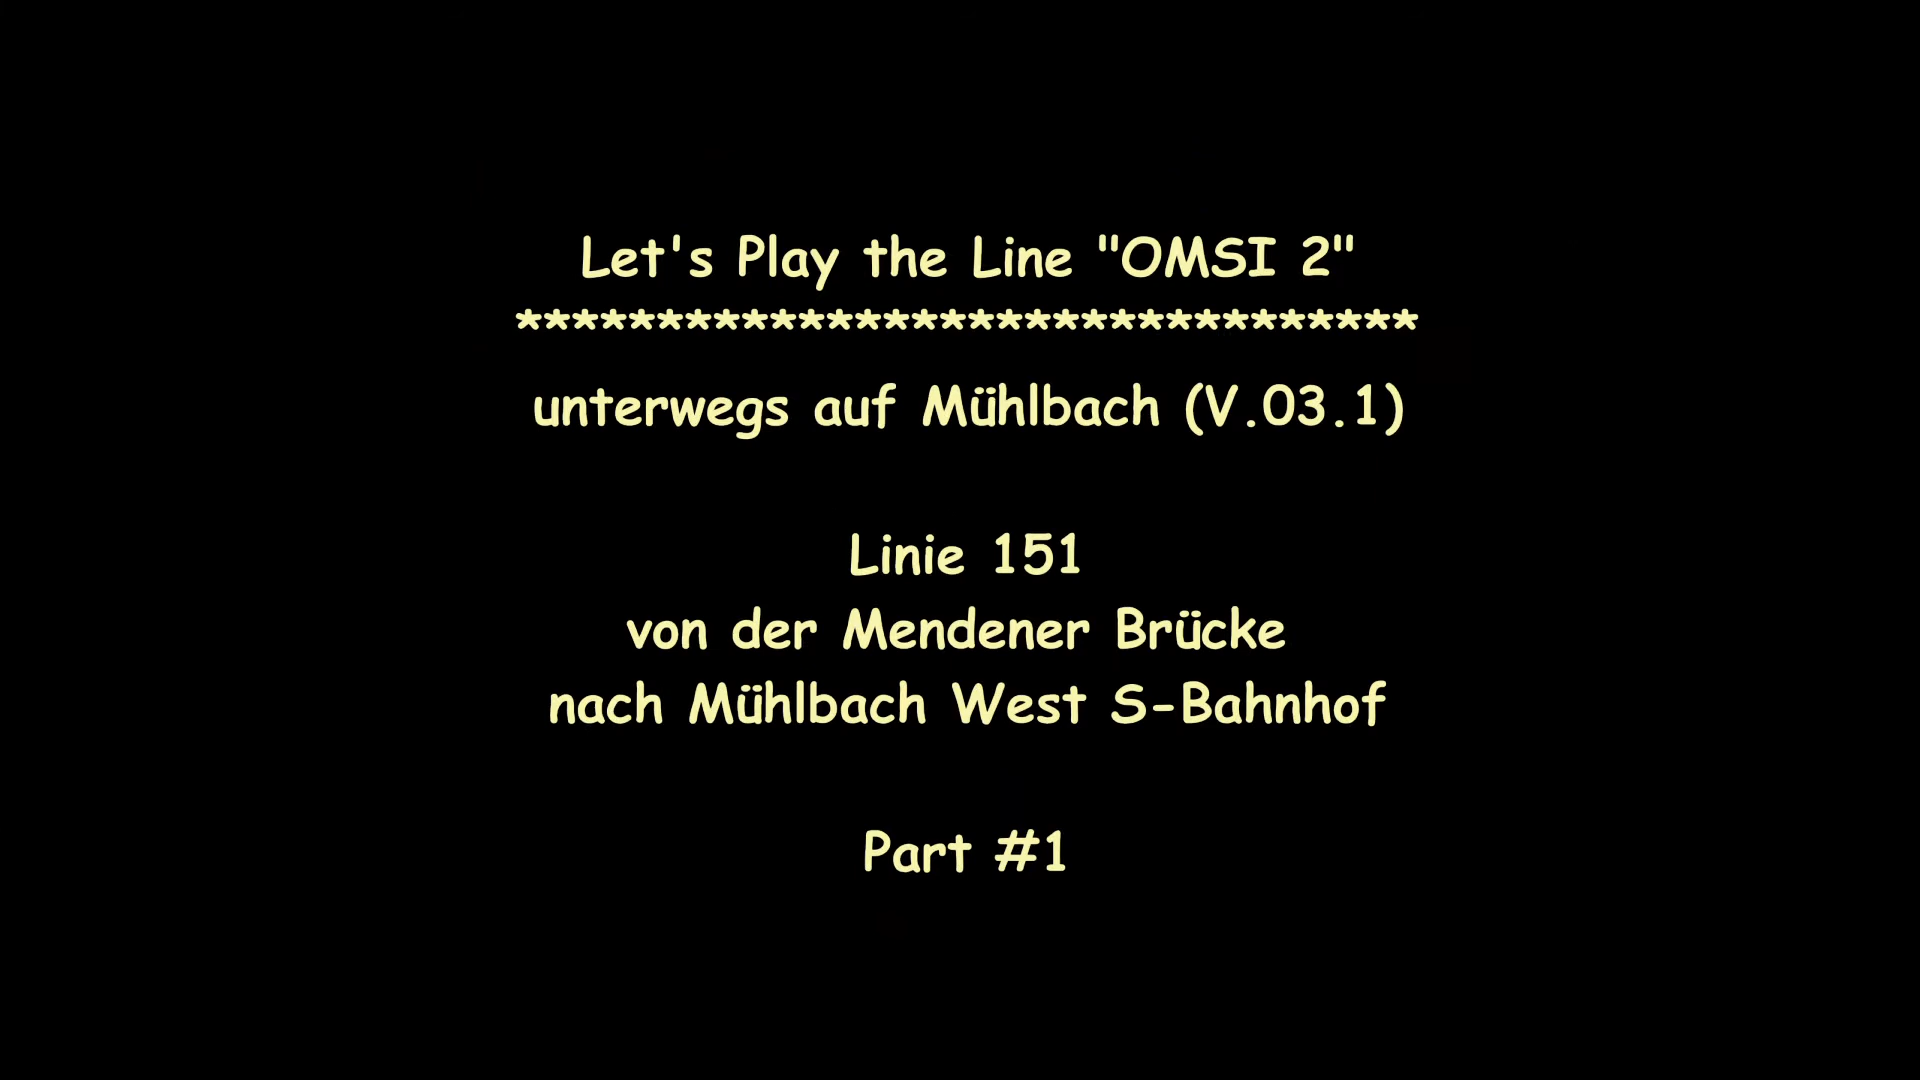 Let's Play the Line "OMSI 2"
********************************
unterwegs auf Mühlbach (V.03.1)
Linie 151
von der Mendener Brücke
nach Mühlbach West S-Bahnhof
Part #1